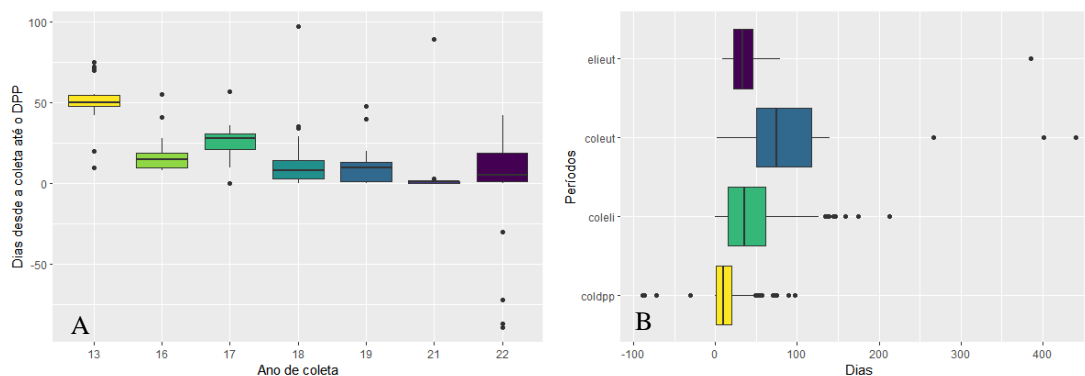 Dias desde a coleta até o DPP
100
50
0
-50
A
13 16 17 18 19 21 22
Ano de coleta
Períodos
elieut
coleut
coleli
coldpp
B
-100 0 100 200 300 400
Dias